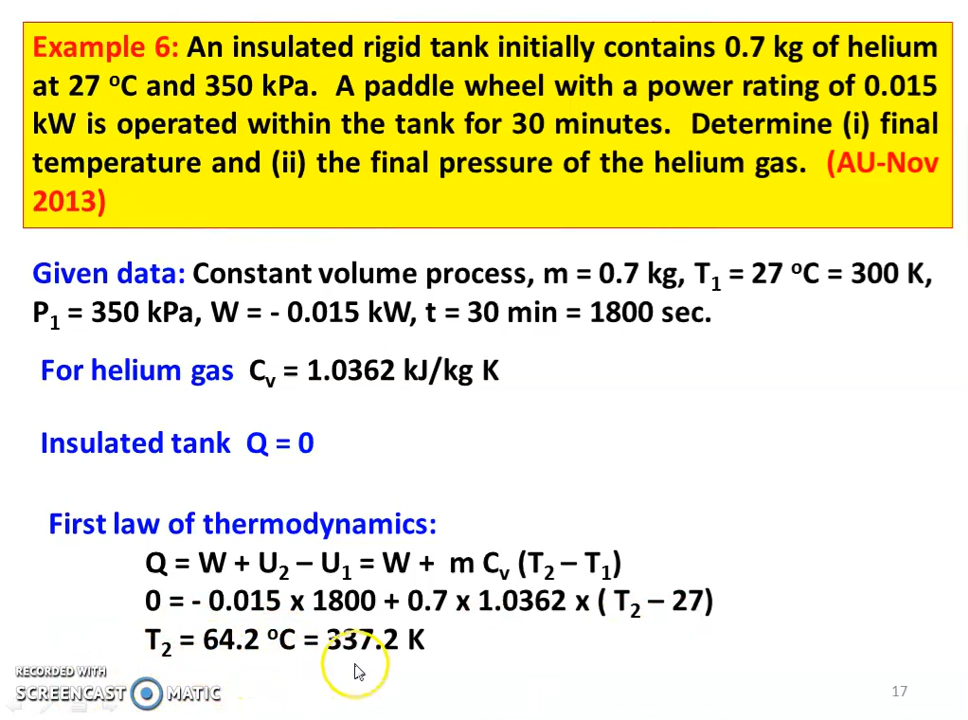 Example 6: An insulated rigid tank initially contains 0.7 kg of helium
at 27 °C and 350 kPa. A paddle wheel with a power rating of 0.015
kW is operated within the tank for 30 minutes. Determine (i) final
temperature and (ii) the final pressure of the helium gas. (AU-Nov
2013)
Given data: Constant volume process, m = 0.7 kg, T₁ = 27 °C = 300 K,
P₁ = 350 kPa, W = - 0.015 kW, t = 30 min = 1800 sec.
For helium gas Cᵥ = 1.0362 kJ/kg K
Insulated tank Q = 0
First law of thermodynamics:
Q = W + U₂ – U₁ = W + m Cᵥ (T₂ – T₁)
0 = - 0.015 x 1800 + 0.7 x 1.0362 x ( T₂ – 27)
T₂ = 64.2 °C = 337.2 K
RECORDED WITH
SCREENCAST MATIC
17